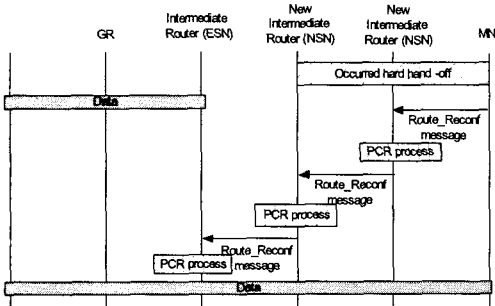 GR
Intermediate
Router (ESN)
New
Intermediate
Router (NSN)
New
Intermediate
Router (NSN)
MN
Occurred hard hand -off
Data
Route_Reconf
message
PCR process
Route_Reconf
message
PCR process
Route_Reconf
message
PCR process
Data